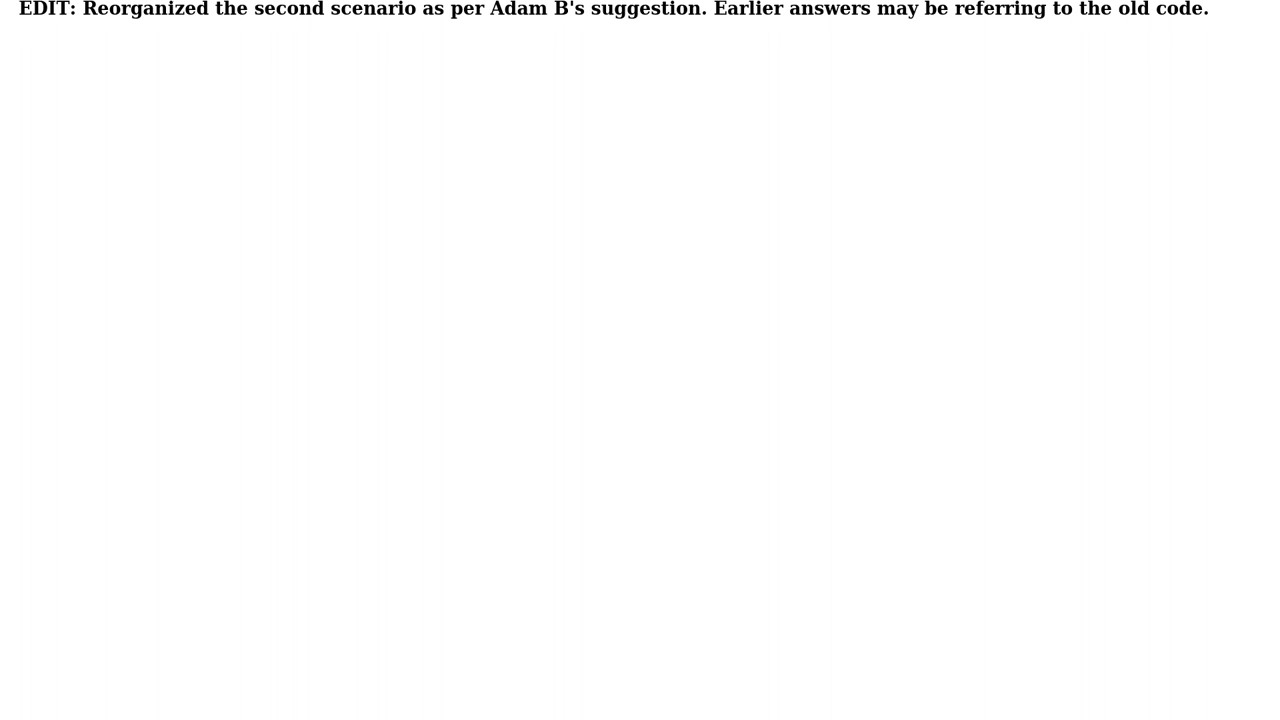 EDIT: Reorganized the second scenario as per Adam B's suggestion. Earlier answers may be referring to the old code.